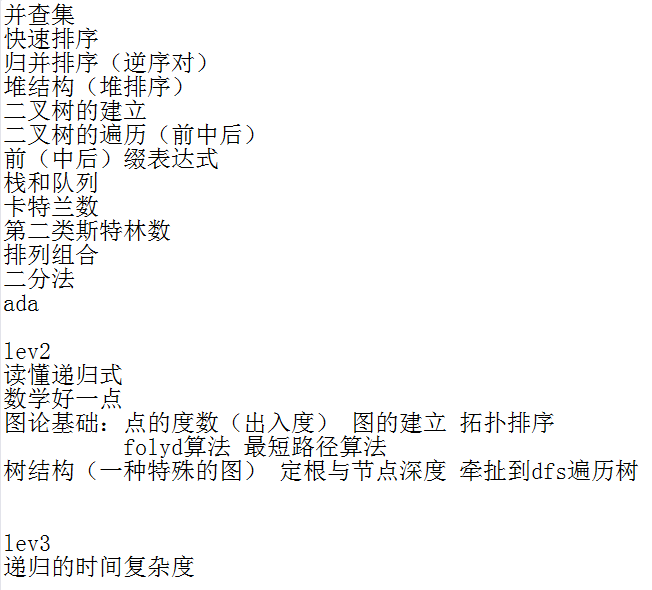 并查集
快速排序
归并排序（逆序对）
堆结构（堆排序）
二叉树的建立
二叉树的遍历（前中后）
前（中后）缀表达式
栈和队列
卡特兰数
第二类斯特林数
排列组合
二分法
ada
lev2
读懂递归式
数学好一点
图论基础：点的度数（出入度） 图的建立 拓扑排序
folyd算法 最短路径算法
树结构（一种特殊的图） 定根与节点深度 牵扯到dfs遍历树
lev3
递归的时间复杂度